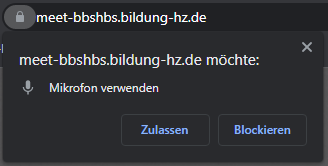 meet-bbshbs.bildung-hz.de
meet-bbshbs.bildung-hz.de möchte:
Mikrofon verwenden
Zulassen Blockieren